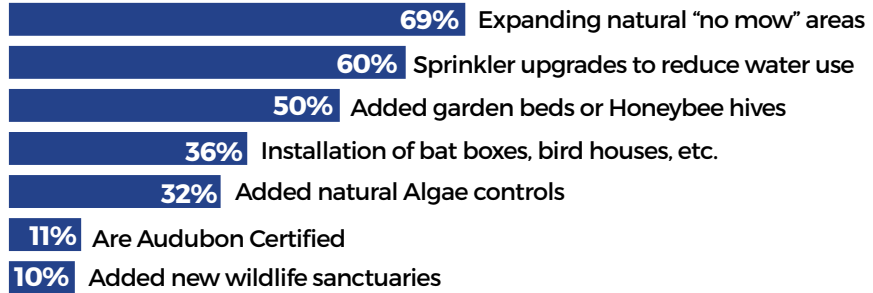 69% Expanding natural “no mow” areas
60% Sprinkler upgrades to reduce water use
50% Added garden beds or Honeybee hives
36% Installation of bat boxes, bird houses, etc.
32% Added natural Algae controls
11% Are Audubon Certified
10% Added new wildlife sanctuaries